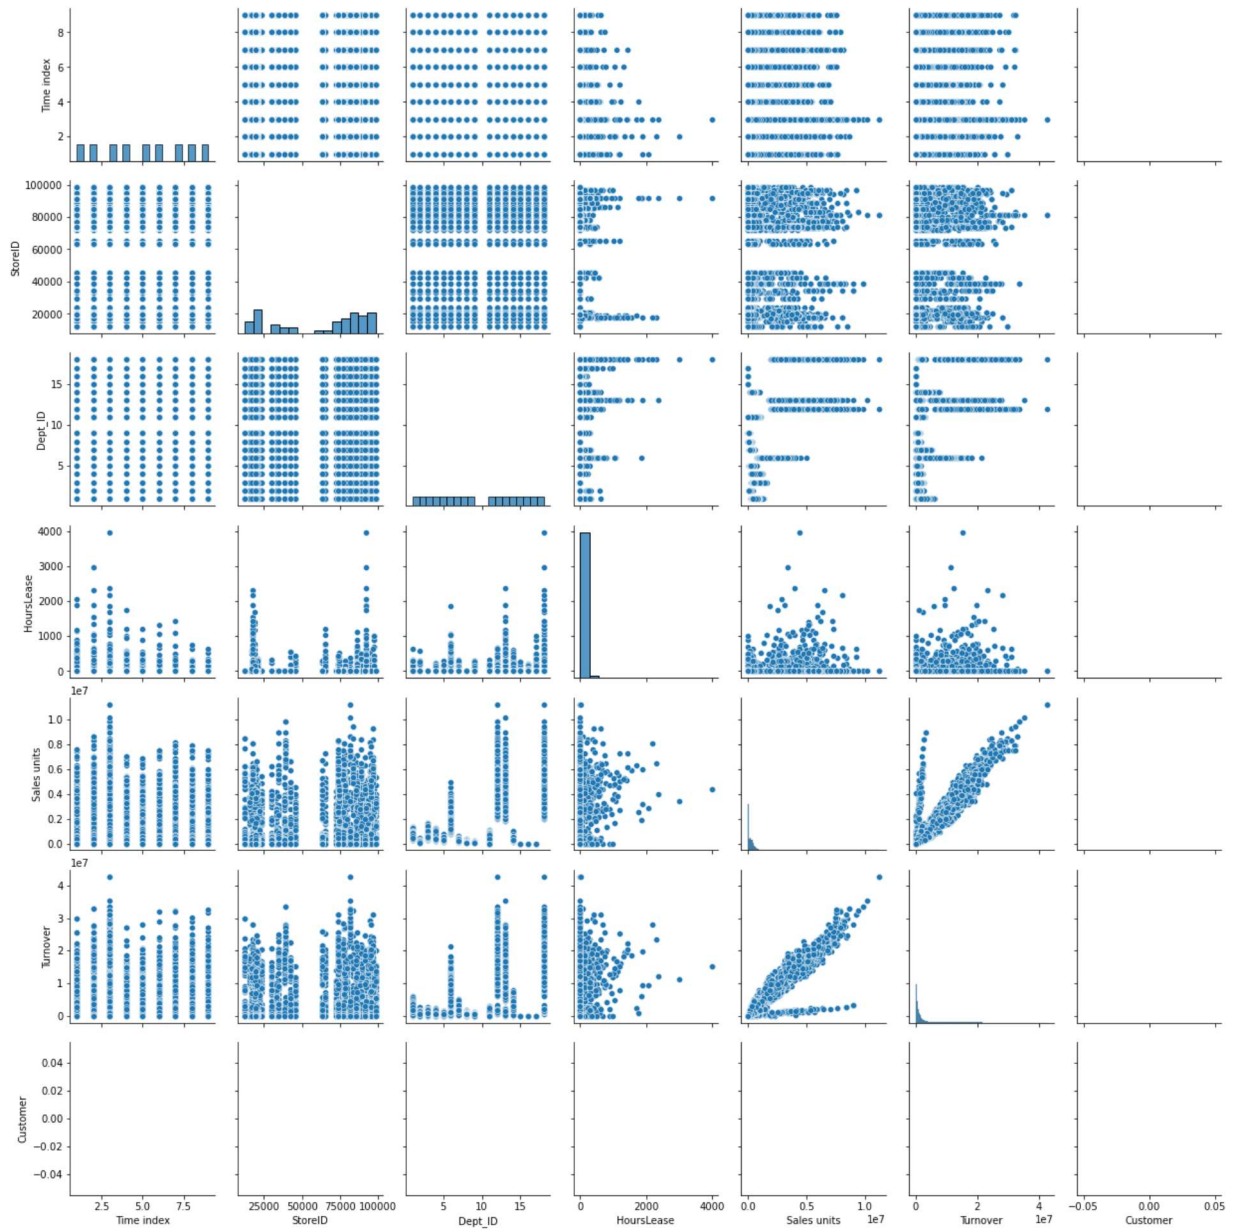 8
6
4
2
Time index
100000
80000
60000
40000
20000
StoreID
15
10
5
Dept_ID
4000
3000
2000
1000
0
HoursLease
1e7
1.0
0.8
0.6
0.4
0.2
0.0
Sales units
1e7
4
3
2
1
0
Turnover
0.04
0.02
0.00
−0.02
−0.04
Customer
2.5 5.0 7.5
Time index
25000 50000 75000 100000
StoreID
5 10 15
Dept_ID
0 2000 4000
HoursLease
0.0 0.5 1.0
Sales units 1e7
0 2 4
Turnover 1e7
−0.05 0.00 0.05
Customer